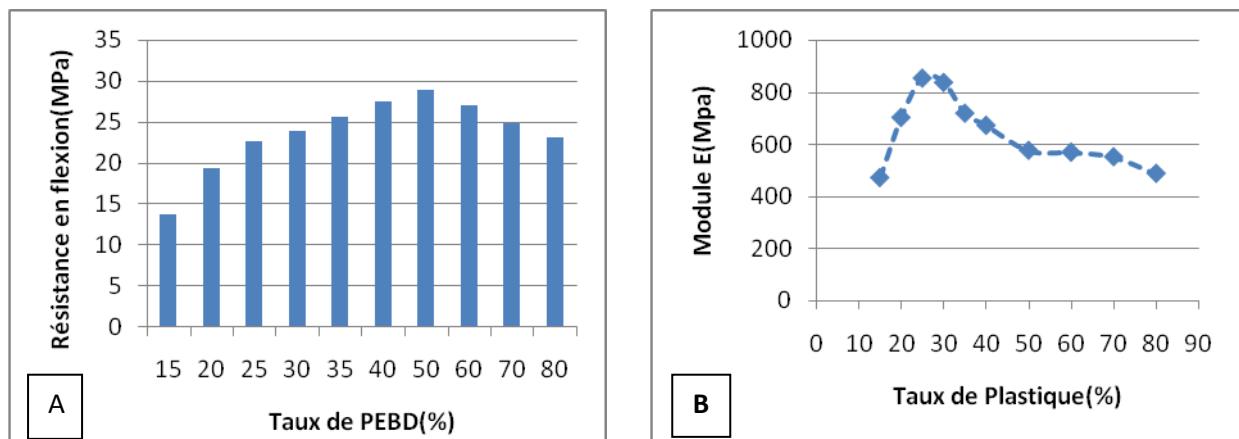 Résistance en flexion(MPa)
35
30
25
20
15
10
5
0
15 20 25 30 35 40 50 60 70 80
Taux de PEBD(%)
A
Module E(Mpa)
1000
800
600
400
200
0
0 10 20 30 40 50 60 70 80 90
Taux de Plastique(%)
B